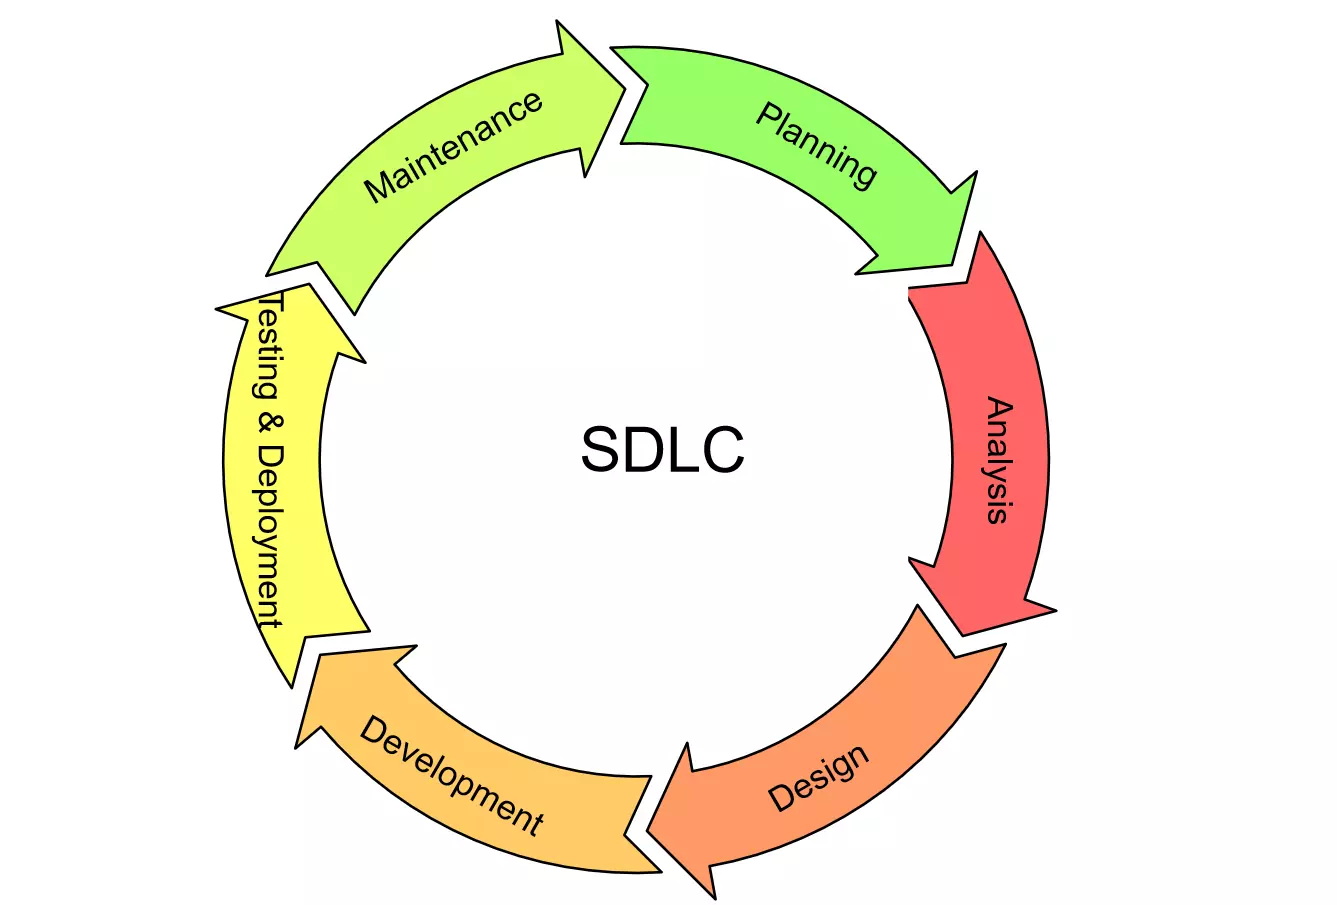 Planning
Analysis
Design
Development
Testing & Deployment
Maintenance
SDLC